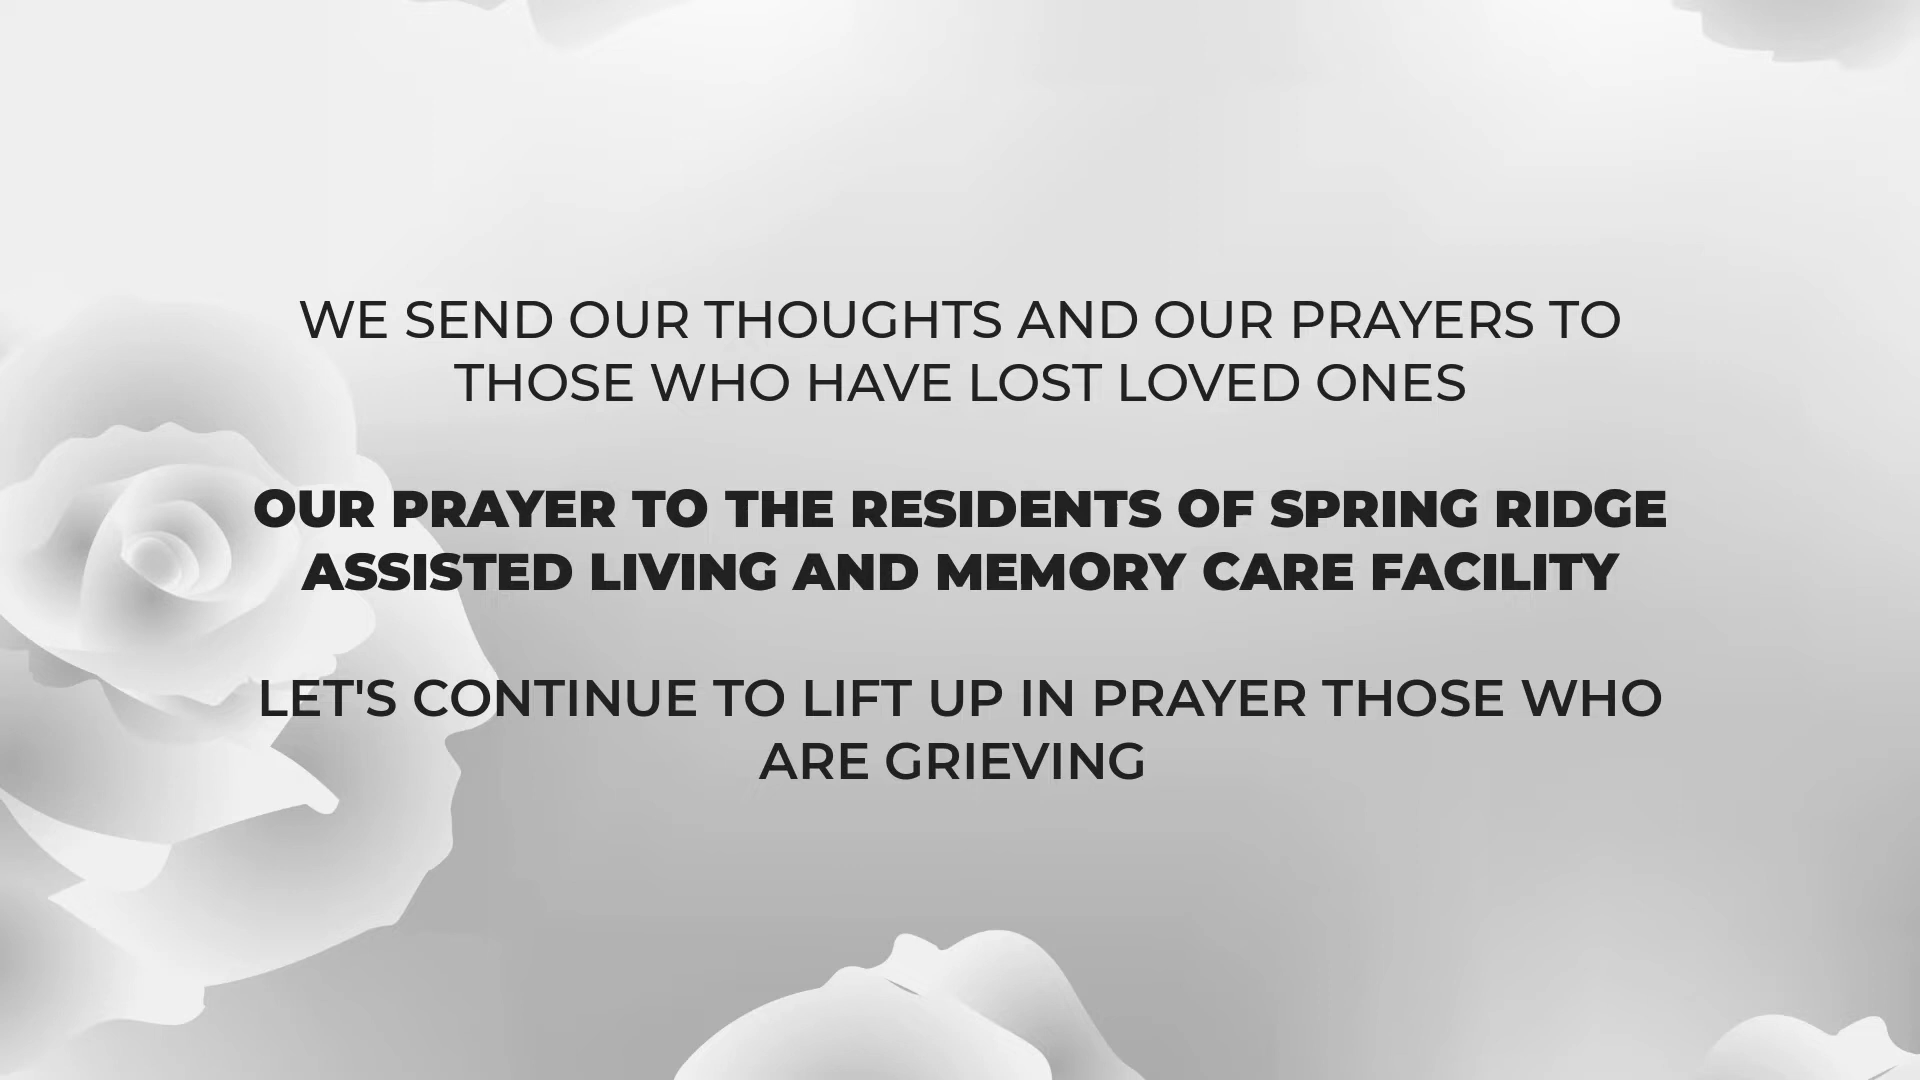 WE SEND OUR THOUGHTS AND OUR PRAYERS TO
THOSE WHO HAVE LOST LOVED ONES
OUR PRAYER TO THE RESIDENTS OF SPRING RIDGE
ASSISTED LIVING AND MEMORY CARE FACILITY
LET'S CONTINUE TO LIFT UP IN PRAYER THOSE WHO
ARE GRIEVING